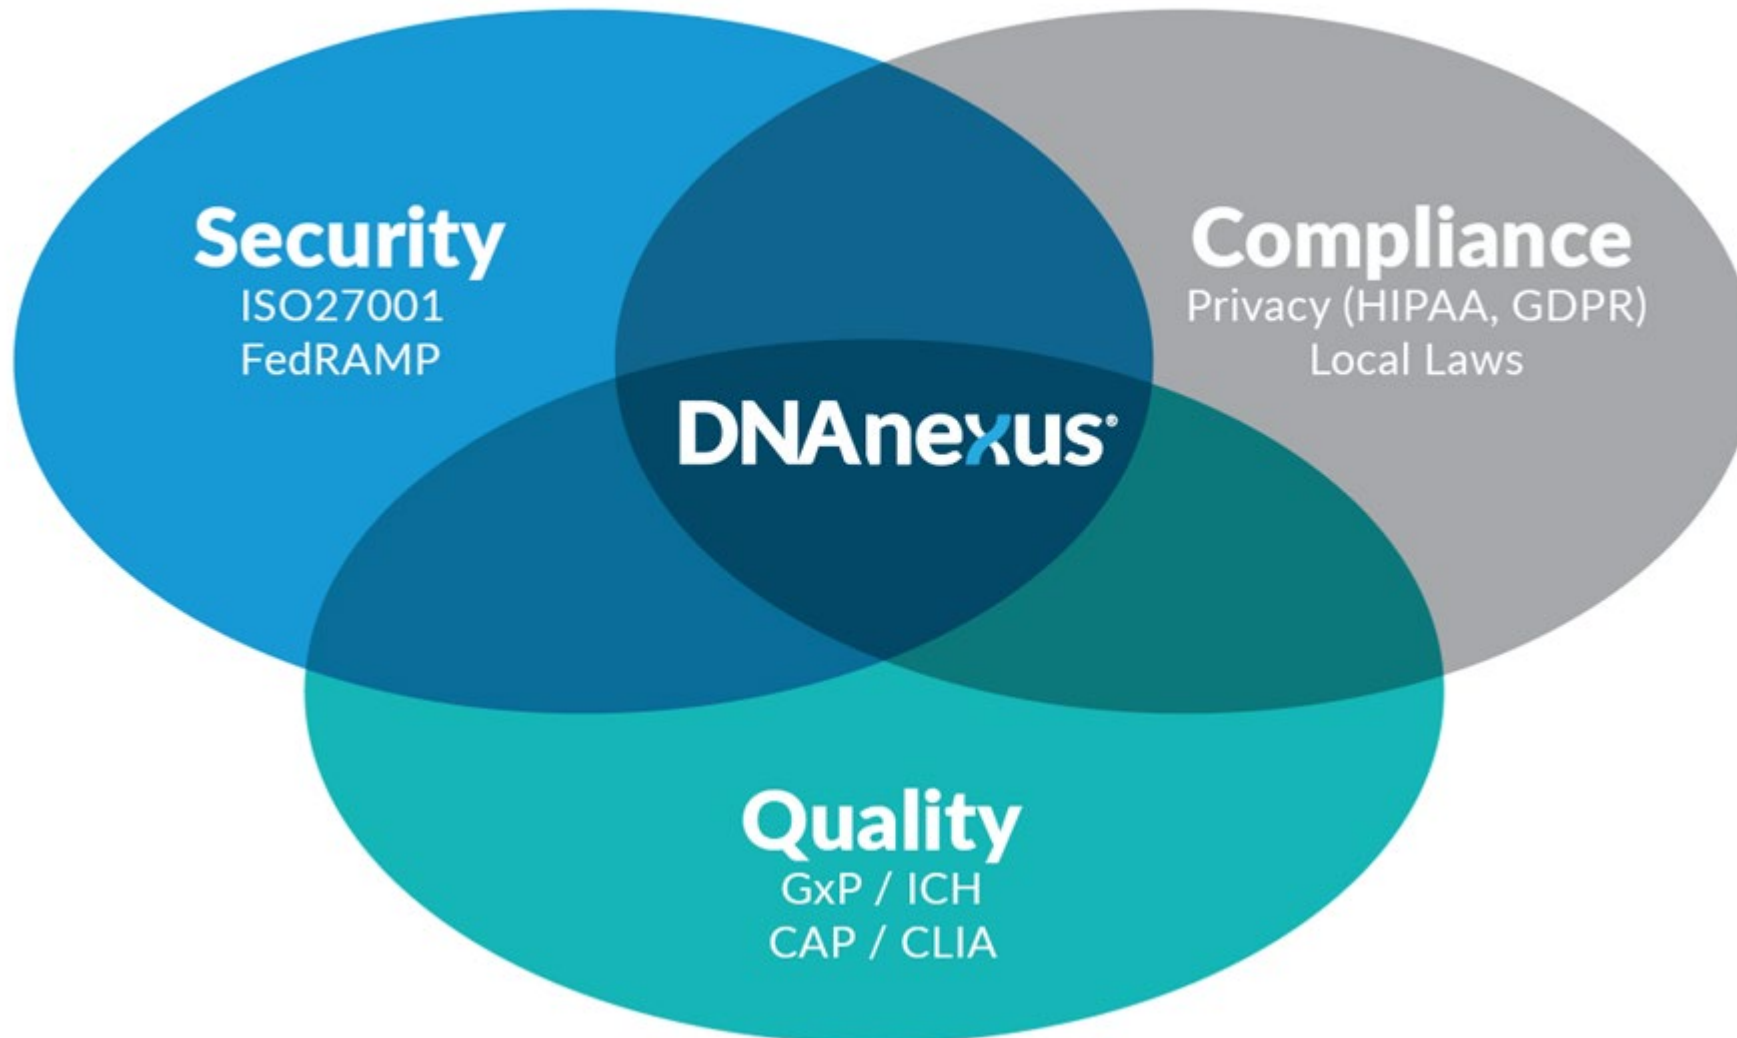 Security
ISO27001
FedRAMP
Compliance
Privacy (HIPAA, GDPR)
Local Laws
DNAnexus®
Quality
GxP / ICH
CAP / CLIA